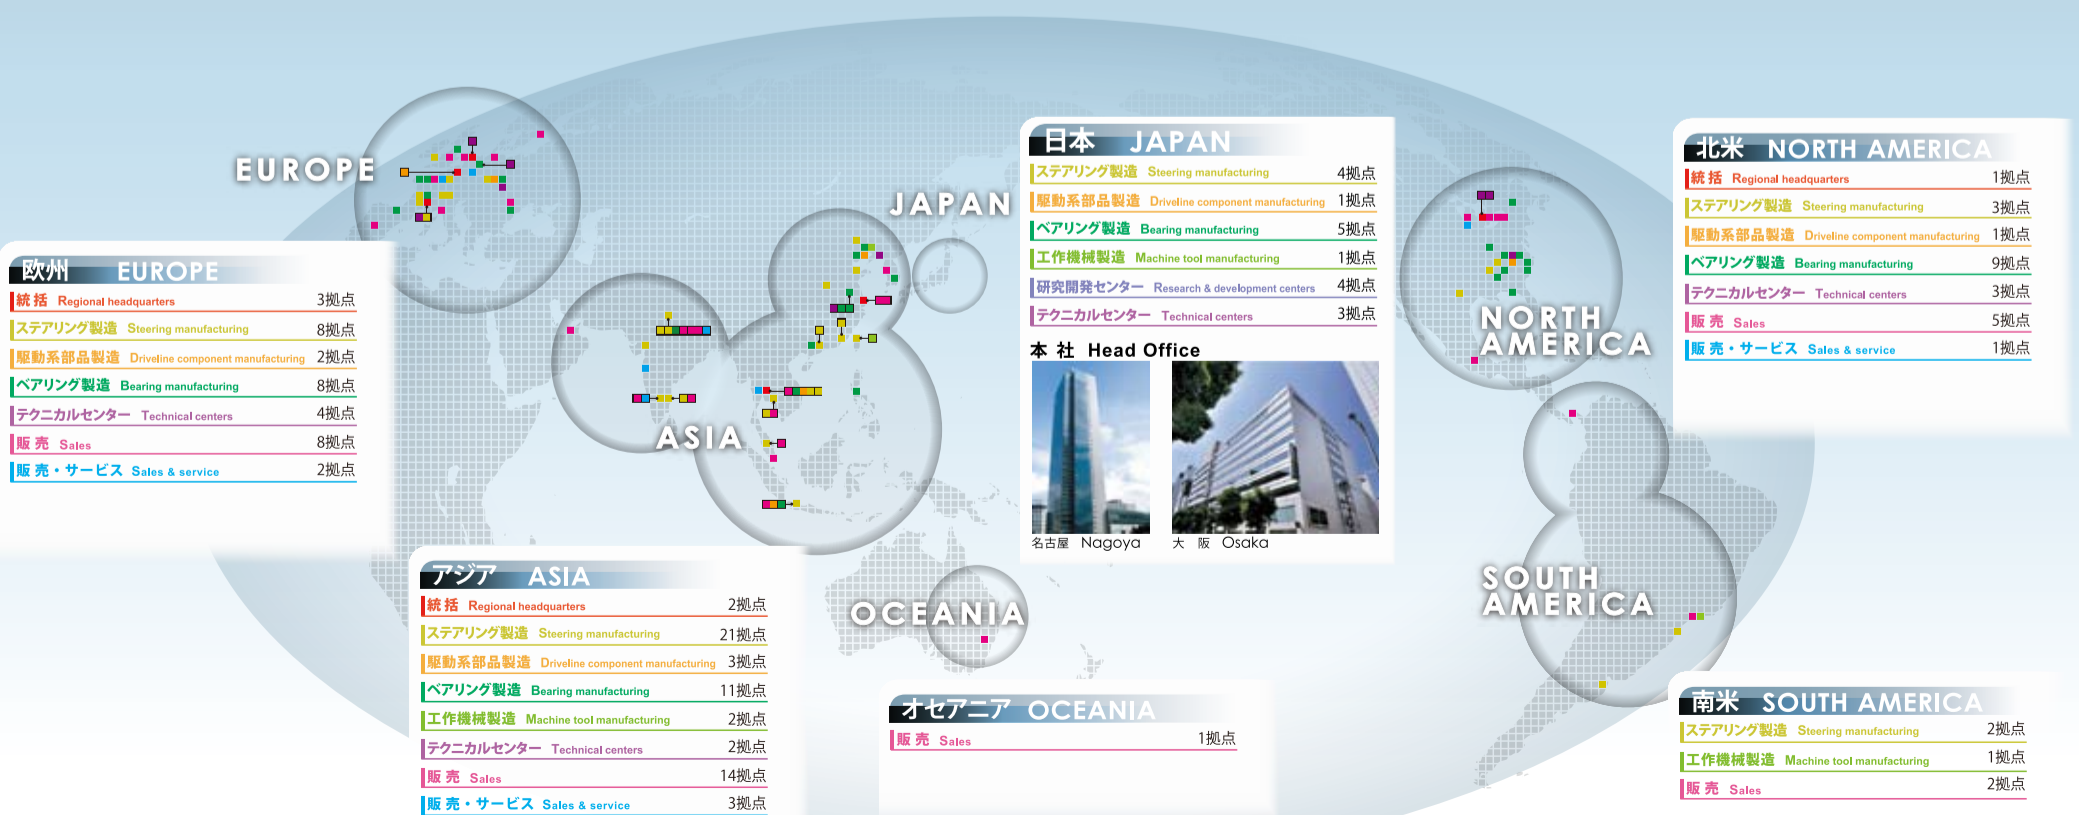 EUROPE
JAPAN
ASIA
OCEANIA
NORTH
AMERICA
SOUTH
AMERICA
欧州 EUROPE
統 括 Regional headquarters 3拠点
ステアリング製造 Steering manufacturing 8拠点
駆動系部品製造 Driveline component manufacturing 2拠点
ベアリング製造 Bearing manufacturing 8拠点
テクニカルセンター Technical centers 4拠点
販 売 Sales 8拠点
販 売・サービス Sales & service 2拠点
アジア ASIA
統 括 Regional headquarters 2拠点
ステアリング製造 Steering manufacturing 21拠点
駆動系部品製造 Driveline component manufacturing 3拠点
ベアリング製造 Bearing manufacturing 11拠点
工作機械製造 Machine tool manufacturing 2拠点
テクニカルセンター Technical centers 2拠点
販 売 Sales 14拠点
販 売・サービス Sales & service 3拠点
オセアニア OCEANIA
販 売 Sales 1拠点
日本 JAPAN
ステアリング製造 Steering manufacturing 4拠点
駆動系部品製造 Driveline component manufacturing 1拠点
ベアリング製造 Bearing manufacturing 5拠点
工作機械製造 Machine tool manufacturing 1拠点
研究開発センター Research & development centers 4拠点
テクニカルセンター Technical centers 3拠点
本 社 Head Office
名古屋 Nagoya
大 阪 Osaka
北米 NORTH AMERICA
統 括 Regional headquarters 1拠点
ステアリング製造 Steering manufacturing 3拠点
駆動系部品製造 Driveline component manufacturing 1拠点
ベアリング製造 Bearing manufacturing 9拠点
テクニカルセンター Technical centers 3拠点
販 売 Sales 5拠点
販 売・サービス Sales & service 1拠点
南米 SOUTH AMERICA
ステアリング製造 Steering manufacturing 2拠点
工作機械製造 Machine tool manufacturing 1拠点
販 売 Sales 2拠点